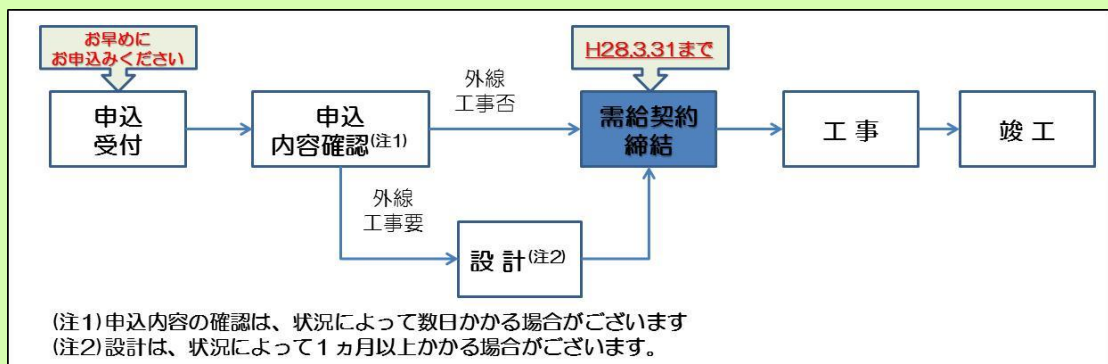 お早めに
お申込みください
H28.3.31まで
申込
受付
申込
内容確認(注1)
外線
工事否
需給契約
締結
工事
竣工
外線
工事要
設計(注2)
(注1)申込内容の確認は、状況によって数日かかる場合がございます
(注2)設計は、状況によって１ヵ月以上かかる場合がございます。